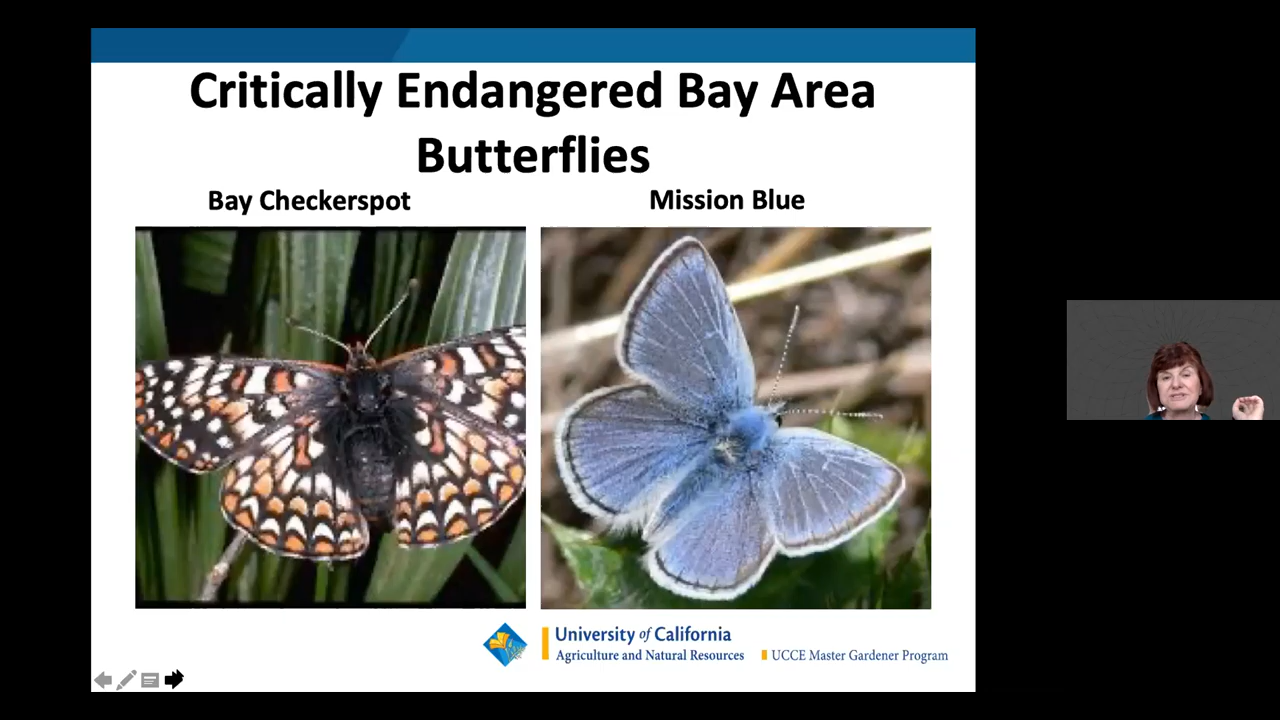 Critically Endangered Bay Area
Butterflies
Bay Checkerspot
Mission Blue
University of California
Agriculture and Natural Resources
UCCE Master Gardener Program